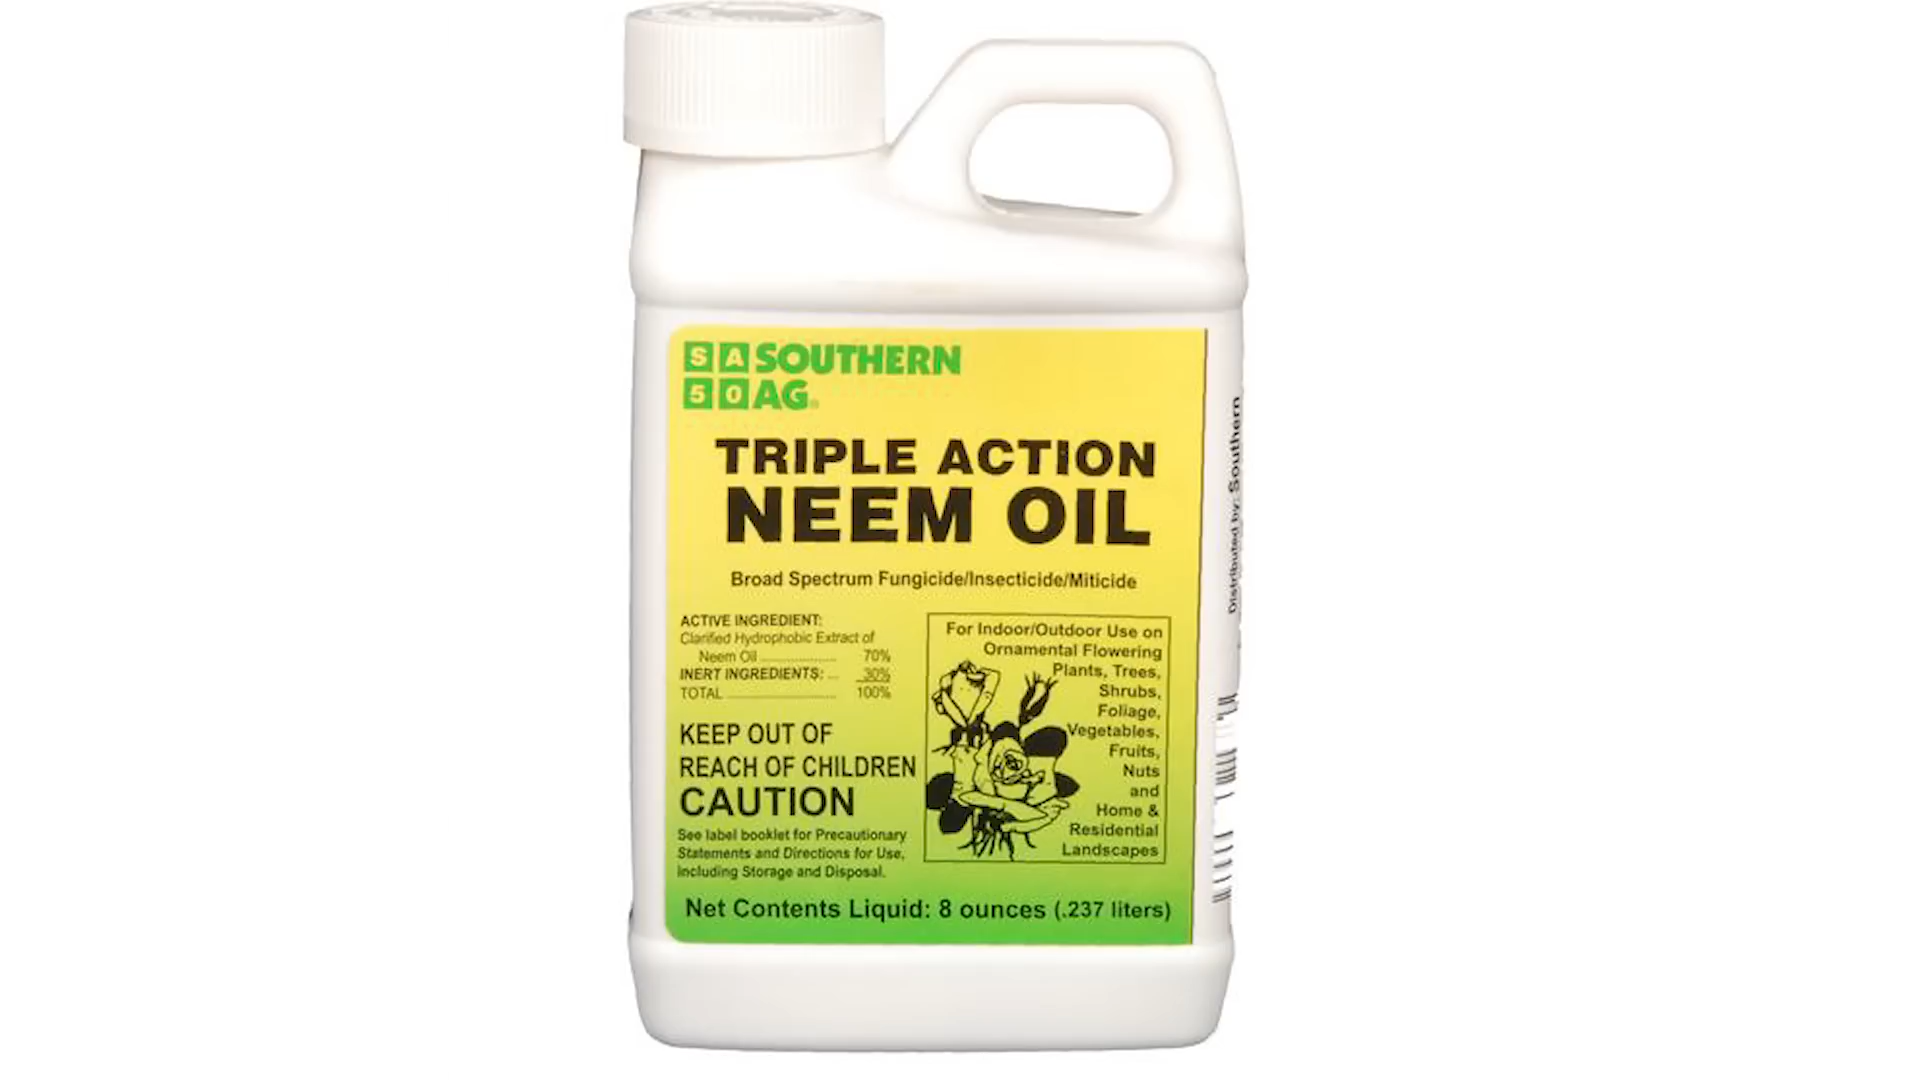 SA SOUTHERN
50 AG®
TRIPLE ACTION
NEEM OIL
Broad Spectrum Fungicide/Insecticide/Miticide
ACTIVE INGREDIENT:
Clarified Hydrophobic Extract of
Neem Oil .................... 70%
INERT INGREDIENTS: ... 30%
TOTAL .......................... 100%
KEEP OUT OF
REACH OF CHILDREN
CAUTION
See label booklet for Precautionary
Statements and Directions for Use,
Including Storage and Disposal.
For Indoor/Outdoor Use on
Ornamental Flowering
Plants, Trees,
Shrubs,
Foliage,
Vegetables,
Fruits,
Nuts
and
Home &
Residential
Landscapes
Net Contents Liquid: 8 ounces (.237 liters)
Distributed by: Southern